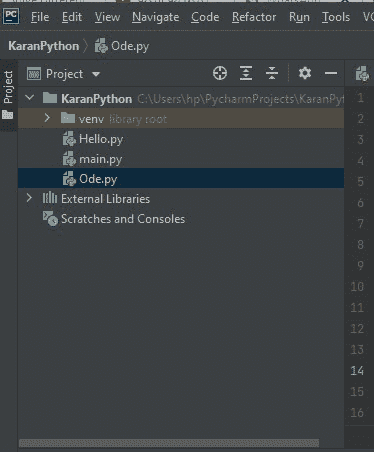 PC File Edit View Navigate Code Refactor Run Tools VC
KaranPython Ode.py
Project
Project
KaranPython C:\Users\hp\PycharmProjects\KaranPy
venv library root
Hello.py
main.py
Ode.py
External Libraries
Scratches and Consoles
1
2
3
4
5
6
7
8
9
10
11
12
13
14
15
16